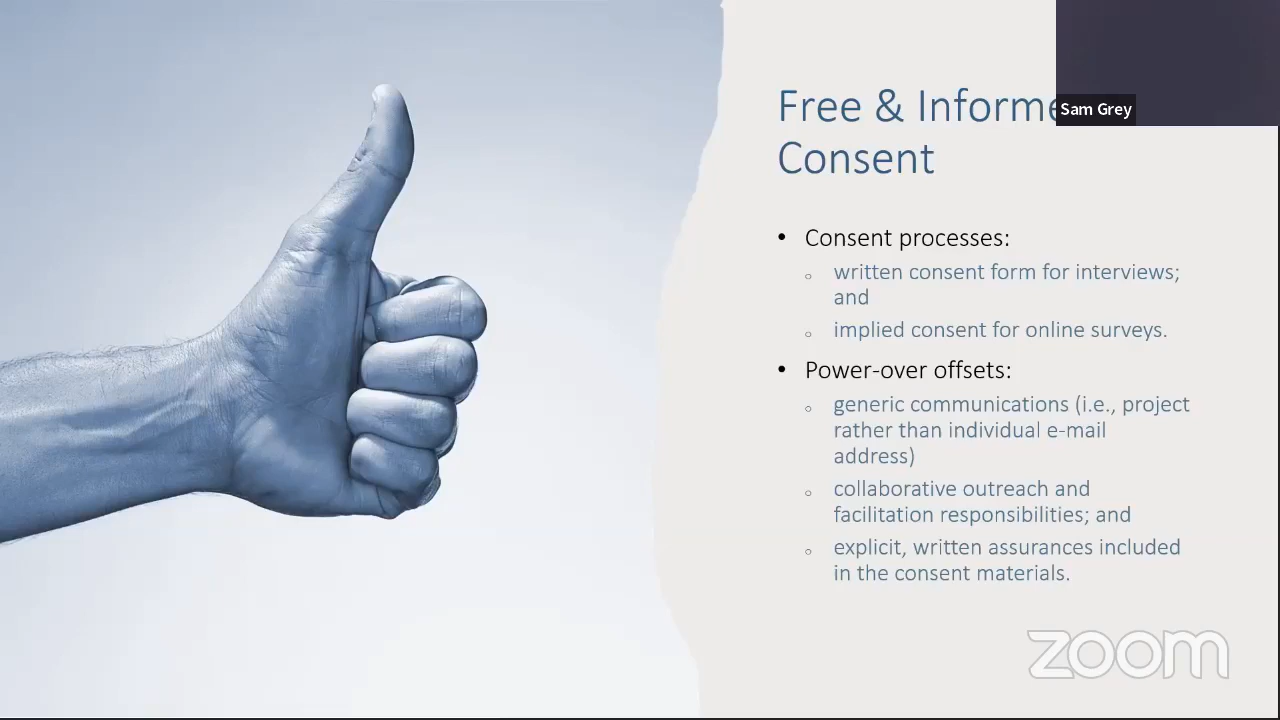 Free & Informe
Sam Grey
Consent
• Consent processes:
○ written consent form for interviews;
and
○ implied consent for online surveys.
• Power-over offsets:
○ generic communications (i.e., project
rather than individual e-mail
address)
○ collaborative outreach and
facilitation responsibilities; and
○ explicit, written assurances included
in the consent materials.
zoom